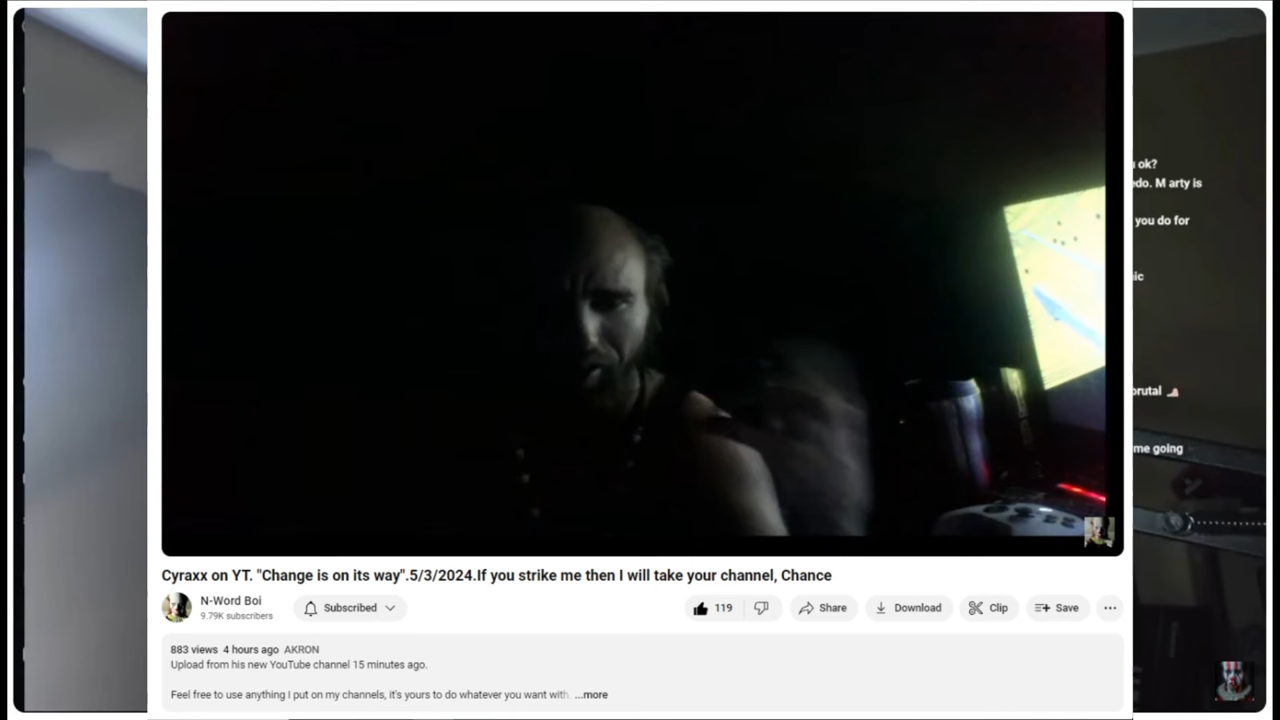 Cyraxx on YT. "Change is on its way".5/3/2024.If you strike me then I will take your channel, Chance
N-Word Boi
9.79K subscribers
Subscribed
119
Share
Download
Clip
Save
883 views 4 hours ago AKRON
Upload from his new YouTube channel 15 minutes ago.
Feel free to use anything I put on my channels, it's yours to do whatever you want with. ...more
ok?
edo. M arty is
you do for
ic
brutal
me going